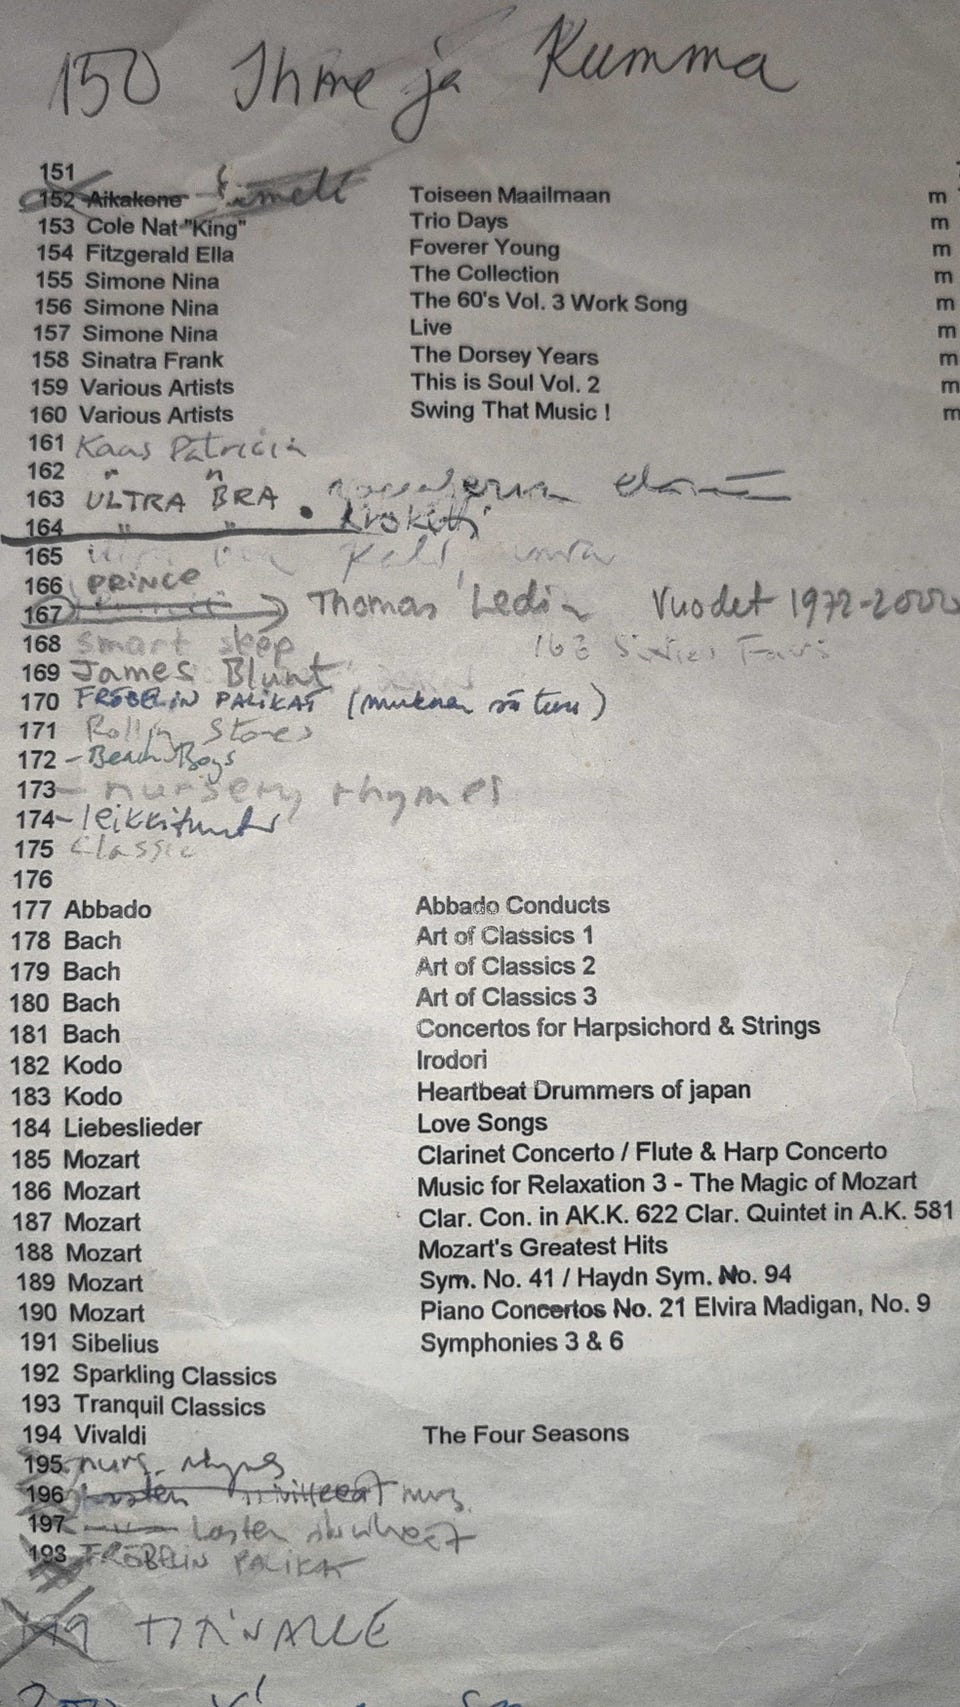 150 Ihme ja Kumma
151
152 Aikakone Toiseen Maailmaan m
153 Cole Nat "King" Trio Days m
154 Fitzgerald Ella Foverer Young m
155 Simone Nina The Collection m
156 Simone Nina The 60's Vol. 3 Work Song m
157 Simone Nina Live m
158 Sinatra Frank The Dorsey Years m
159 Various Artists This is Soul Vol. 2 m
160 Various Artists Swing That Music ! m
161 Kaas Patricia
162 " "
163 ULTRA BRA
164 " " Kroketti
165
166 PRINCE
167 Thomas Ledin Vuodet 1972-2000
168 smart step
169 James Blunt
170 FRÖBELIN PALIKAT
171 Rollin Stones
172 - Beach Boys
173 - nursery rhymes
174 - leikkitunti
175 Classic
176
177 Abbado Abbado Conducts
178 Bach Art of Classics 1
179 Bach Art of Classics 2
180 Bach Art of Classics 3
181 Bach Concertos for Harpsichord & Strings
182 Kodo Irodori
183 Kodo Heartbeat Drummers of japan
184 Liebeslieder Love Songs
185 Mozart Clarinet Concerto / Flute & Harp Concerto
186 Mozart Music for Relaxation 3 - The Magic of Mozart
187 Mozart Clar. Con. in AK.K. 622 Clar. Quintet in A.K. 581
188 Mozart Mozart's Greatest Hits
189 Mozart Sym. No. 41 / Haydn Sym. No. 94
190 Mozart Piano Concertos No. 21 Elvira Madigan, No. 9
191 Sibelius Symphonies 3 & 6
192 Sparkling Classics
193 Tranquil Classics
194 Vivaldi The Four Seasons
195 nurs. rhymes
196
197 Lasten
198 FRÖBELIN PALIKAT
199